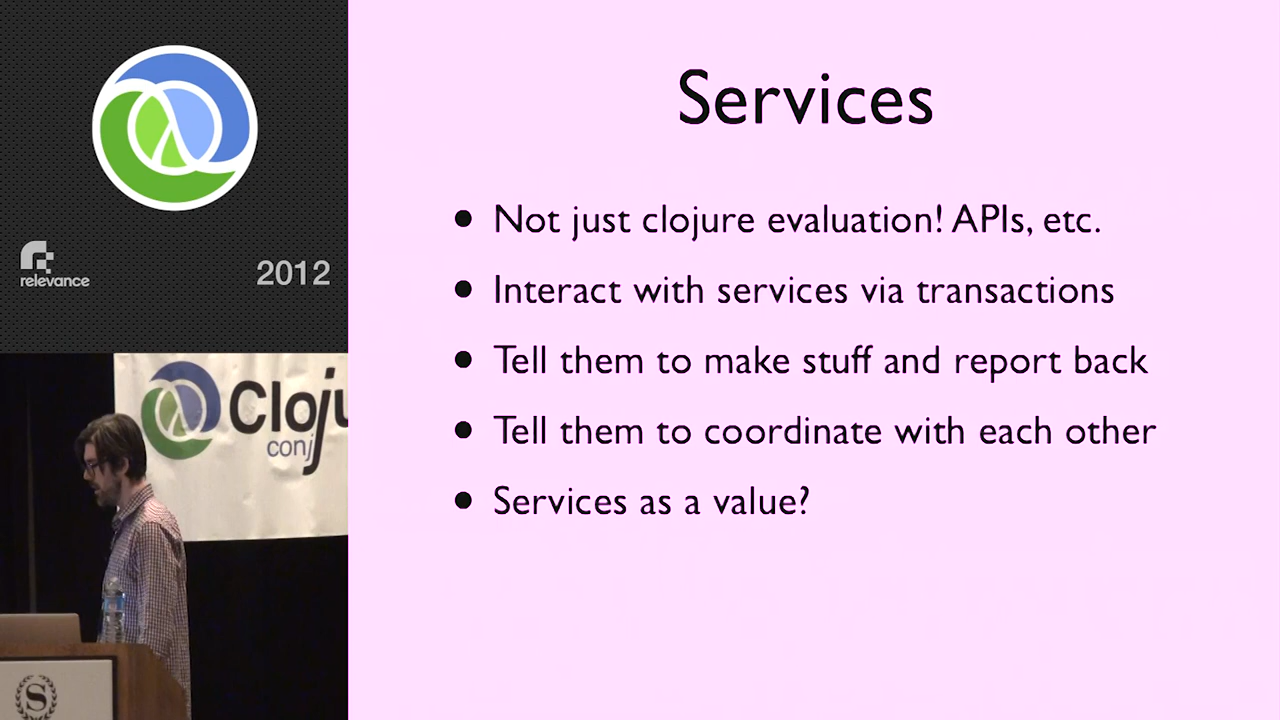 relevance
2012
Cloju
conj
S
Services
• Not just clojure evaluation! APIs, etc.
• Interact with services via transactions
• Tell them to make stuff and report back
• Tell them to coordinate with each other
• Services as a value?